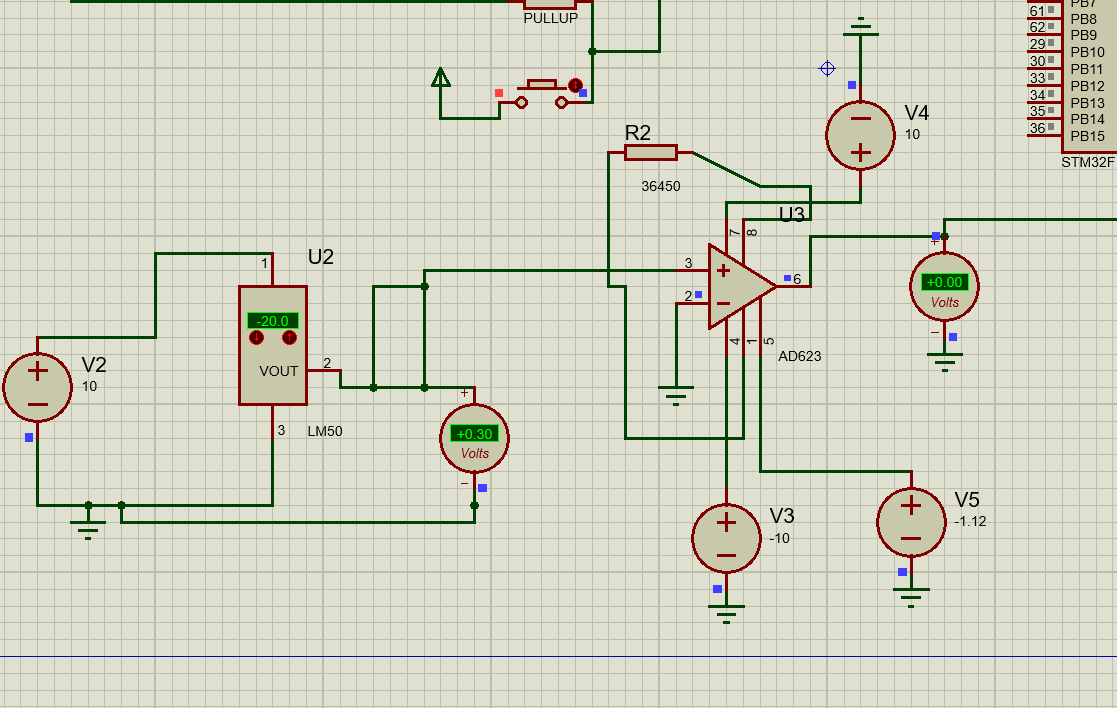 PULLUP
PB7
61 PB8
62 PB9
29 PB10
30 PB11
33 PB12
34 PB13
35 PB14
36 PB15
STM32F
V4
10
R2
36450
U3
7
8
3
2
6
4
1
5
AD623
+
+0.00
Volts
−
U2
1
-20.0
VOUT
2
3
LM50
V2
10
+
+0.30
Volts
−
V3
-10
V5
-1.12